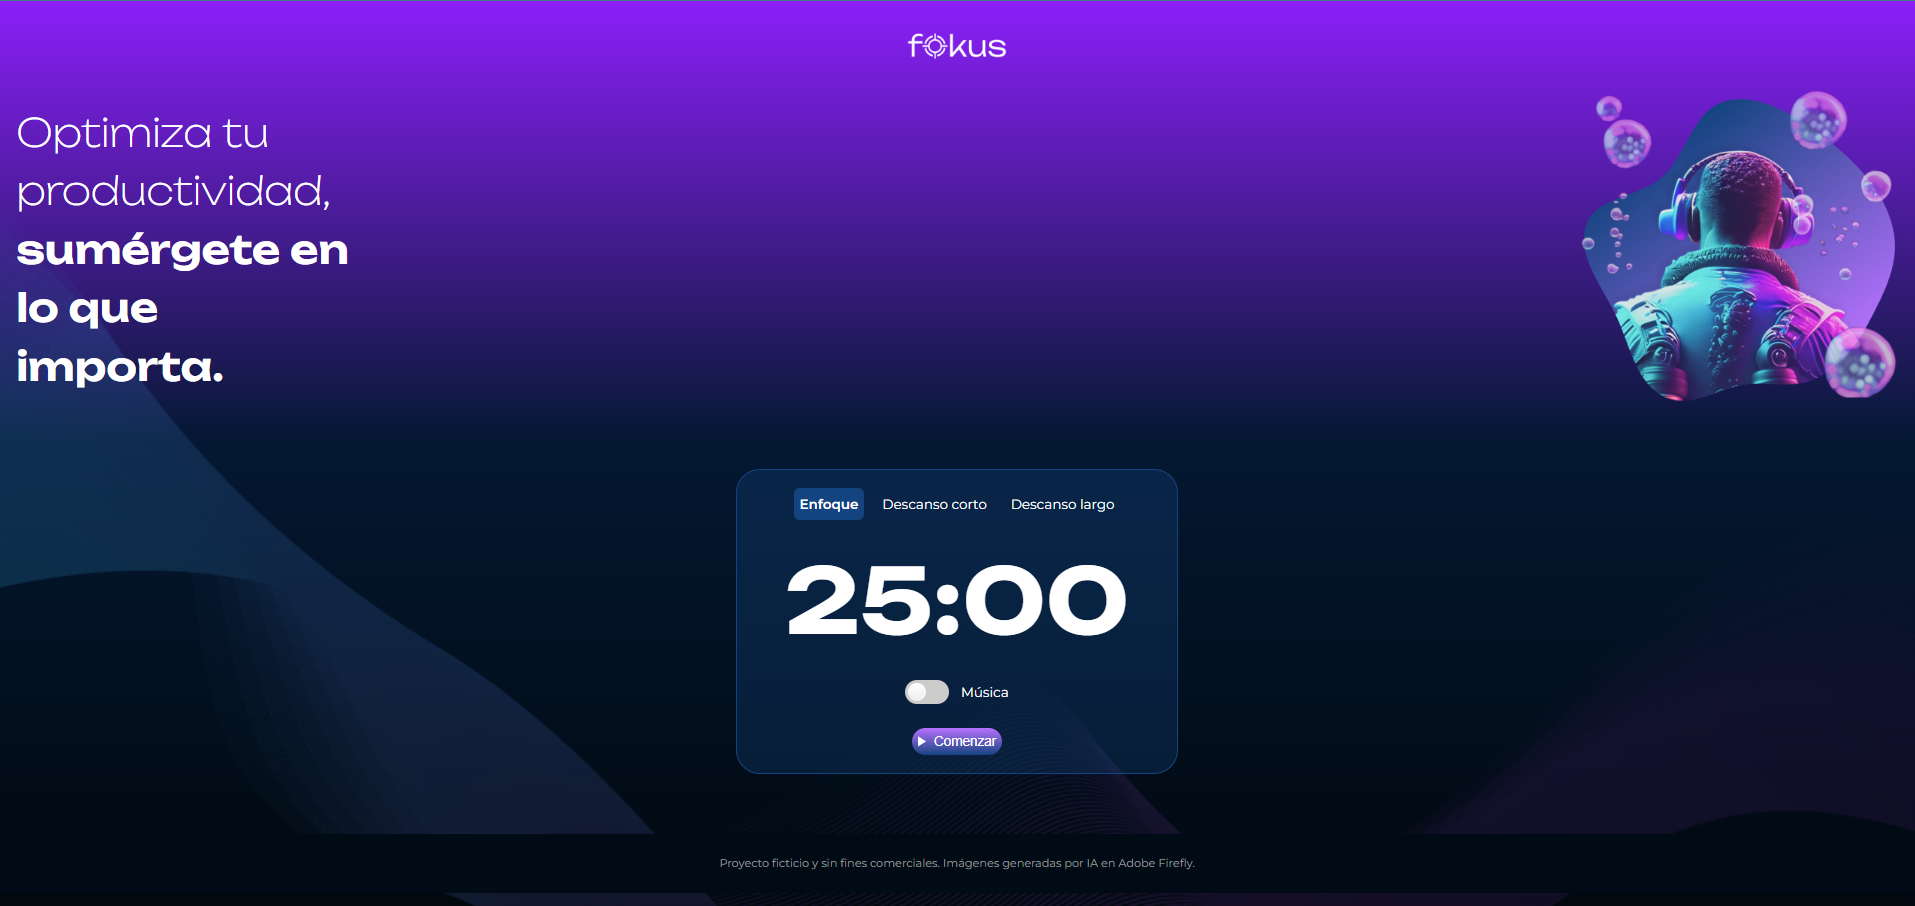 fokus
Optimiza tu
productividad,
sumérgete en
lo que
importa.
Enfoque Descanso corto Descanso largo
25:00
Música
Comenzar
Proyecto ficticio y sin fines comerciales. Imágenes generadas por IA en Adobe Firefly.